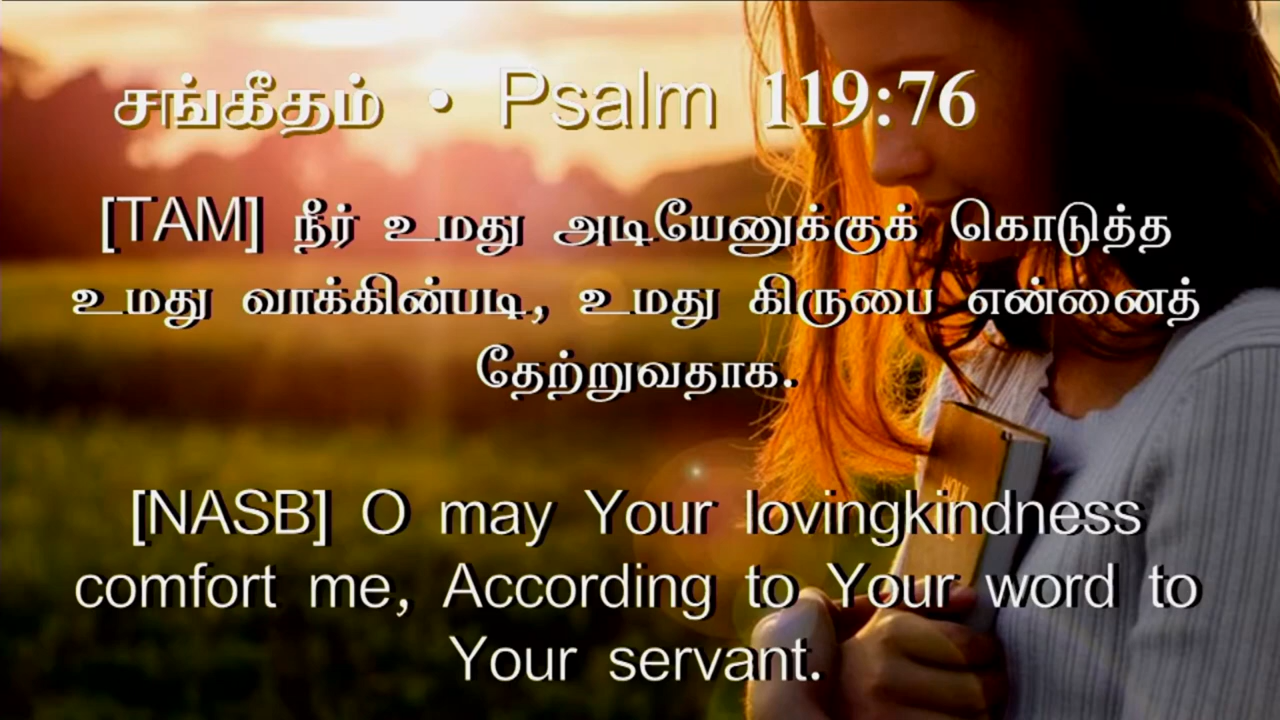 சங்கீதம் • Psalm 119:76
[TAM] நீர் உமது அடியேனுக்குக் கொடுத்த
உமது வாக்கின்படி, உமது கிருபை என்னைத்
தேற்றுவதாக.
[NASB] O may Your lovingkindness
comfort me, According to Your word to
Your servant.